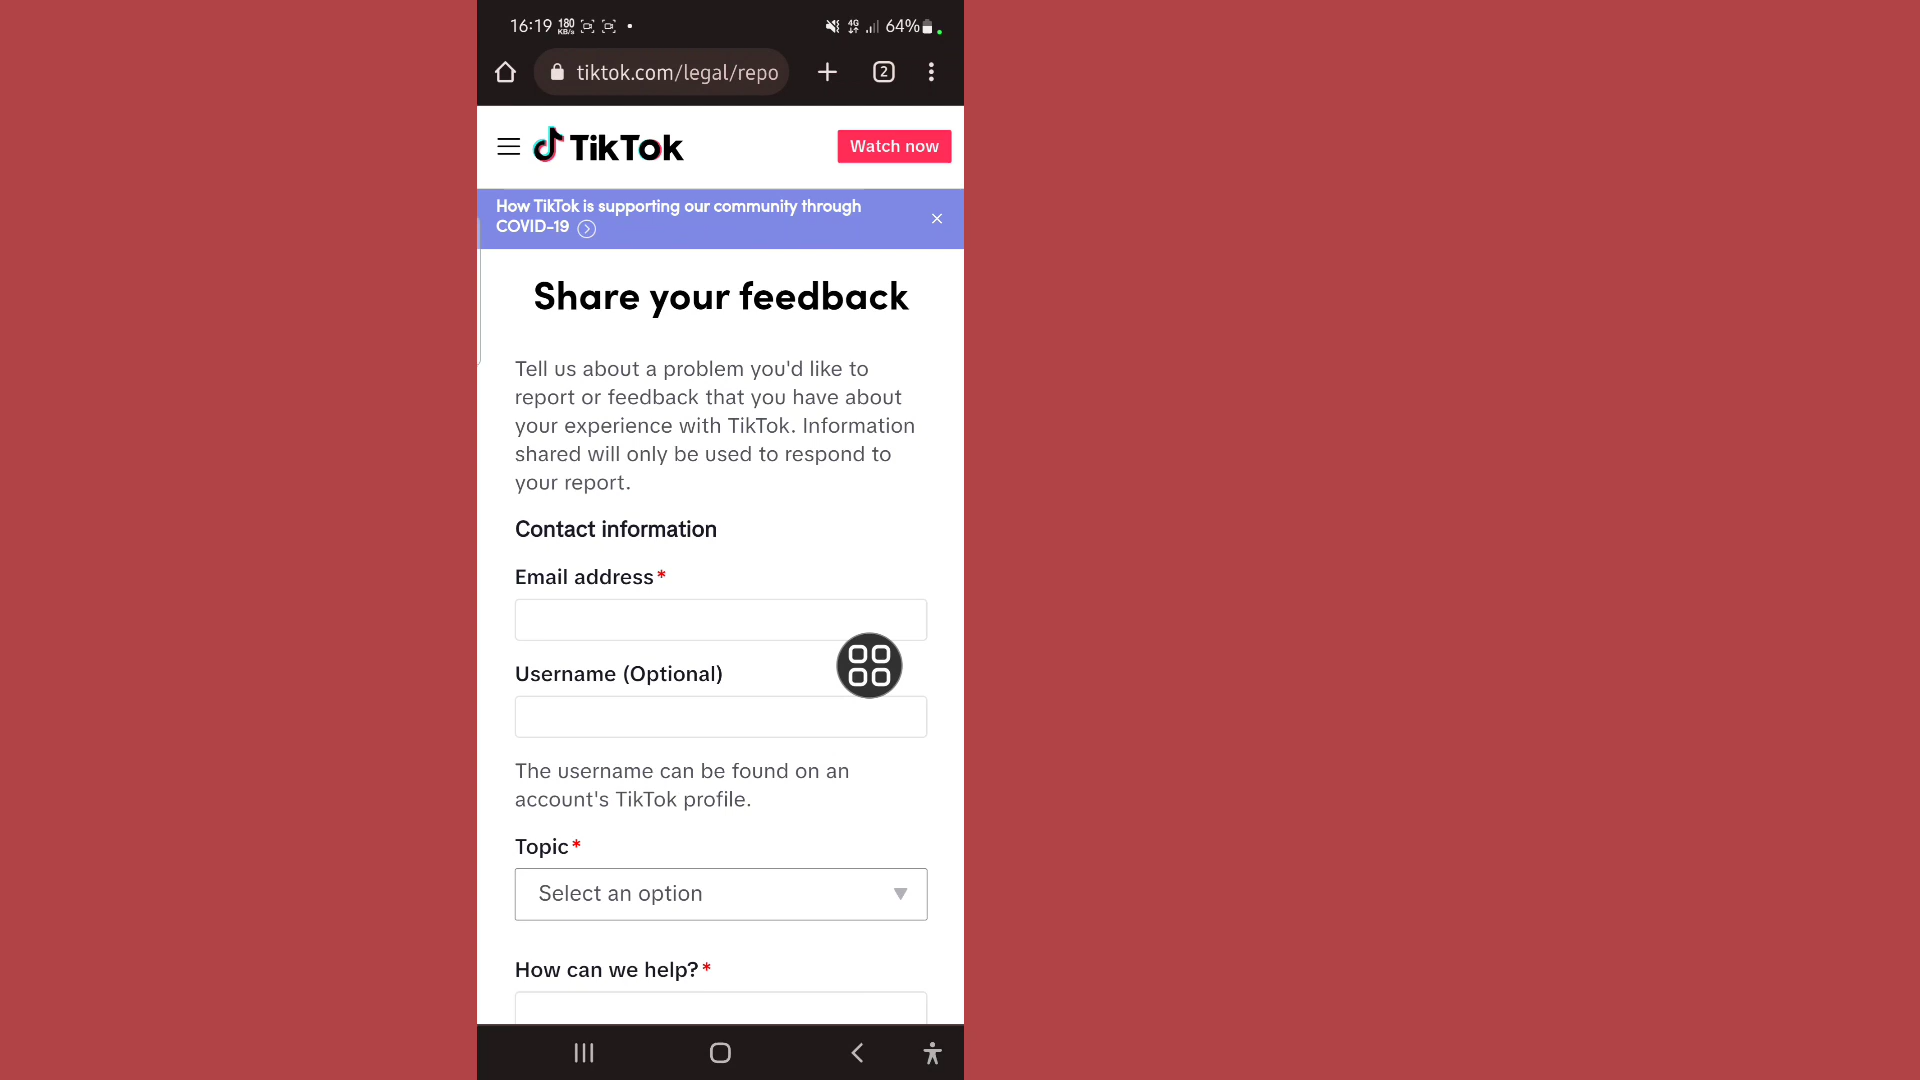 16:19 180 KB/s 4G 64%
tiktok.com/legal/repo 2
TikTok Watch now
How TikTok is supporting our community through
COVID-19
Share your feedback
Tell us about a problem you'd like to
report or feedback that you have about
your experience with TikTok. Information
shared will only be used to respond to
your report.
Contact information
Email address*
Username (Optional)
The username can be found on an
account's TikTok profile.
Topic*
Select an option
How can we help?*